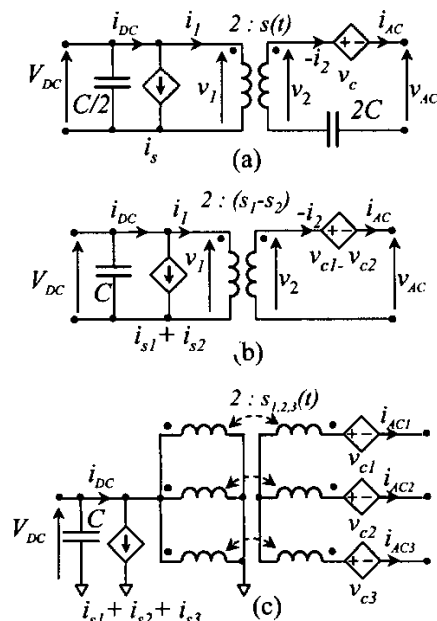 2 : s(t)
i_DC i_1 -i_2 i_AC
V_DC C/2 v_1 v_2 v_c v_AC
i_s 2C
(a)
2 : (s_1-s_2)
i_DC i_1 -i_2 i_AC
V_DC C v_1 v_2 v_c1- v_c2 v_AC
i_s1 + i_s2
(b)
2 : s_1,2,3(t)
i_AC1
v_c1
i_DC i_AC2
V_DC C v_c2
i_AC3
v_c3
i_s1 + i_s2 + i_s3
(c)